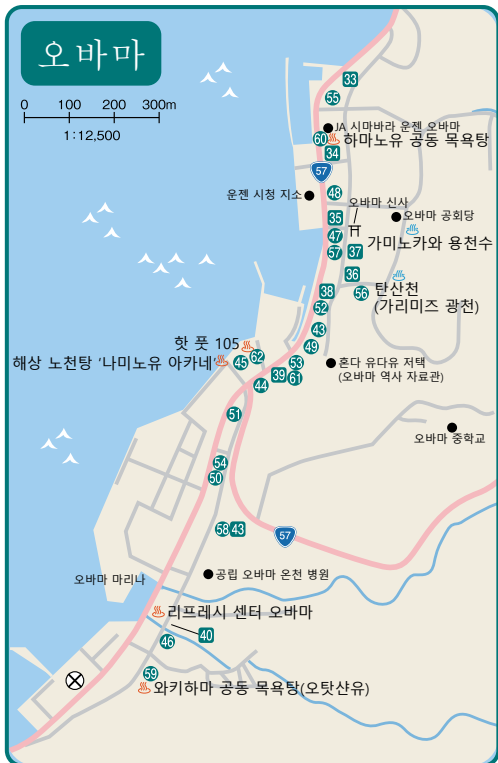 오바마
0 100 200 300m
1:12,500
33
55
JA 시마바라 운젠 오바마
60 하마노유 공동 목욕탕
34
57
운젠 시청 지소
48
오바마 신사
35
오바마 공회당
47
가미노카와 용천수
57 37
36
탄산천
(가리미즈 광천)
56
38
52
43
49
핫 풋 105
62
해상 노천탕 '나미노유 아카네'
45
53
혼다 유다유 저택
(오바마 역사 자료관)
39
61
44
51
오바마 중학교
54
50
58 43
57
공립 오바마 온천 병원
오바마 마리나
리프레시 센터 오바마
40
46
59
와키하마 공동 목욕탕(오탓샨유)